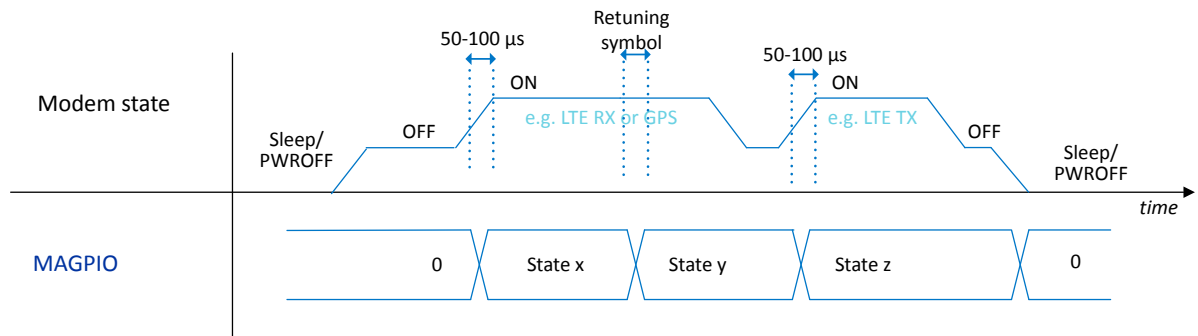 Retuning
symbol
50-100 µs
50-100 µs
ON
ON
Modem state
e.g. LTE RX or GPS
e.g. LTE TX
OFF
OFF
Sleep/
PWROFF
Sleep/
PWROFF
time
MAGPIO
0
State x
State y
State z
0